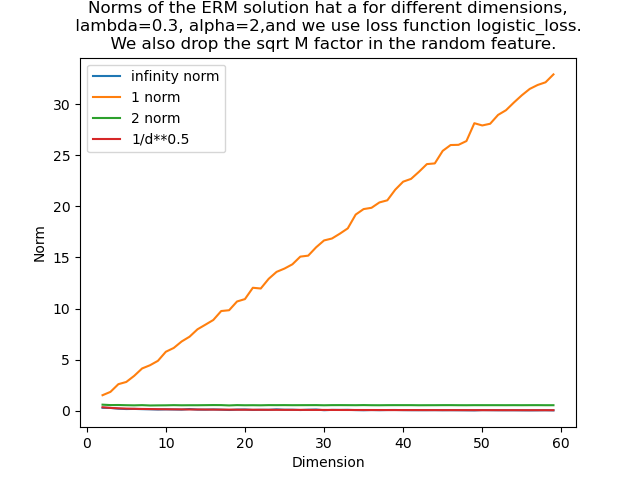 Norms of the ERM solution hat a for different dimensions,
lambda=0.3, alpha=2,and we use loss function logistic_loss.
We also drop the sqrt M factor in the random feature.
infinity norm
1 norm
2 norm
1/d**0.5
Norm
30
25
20
15
10
5
0
0 10 20 30 40 50 60
Dimension